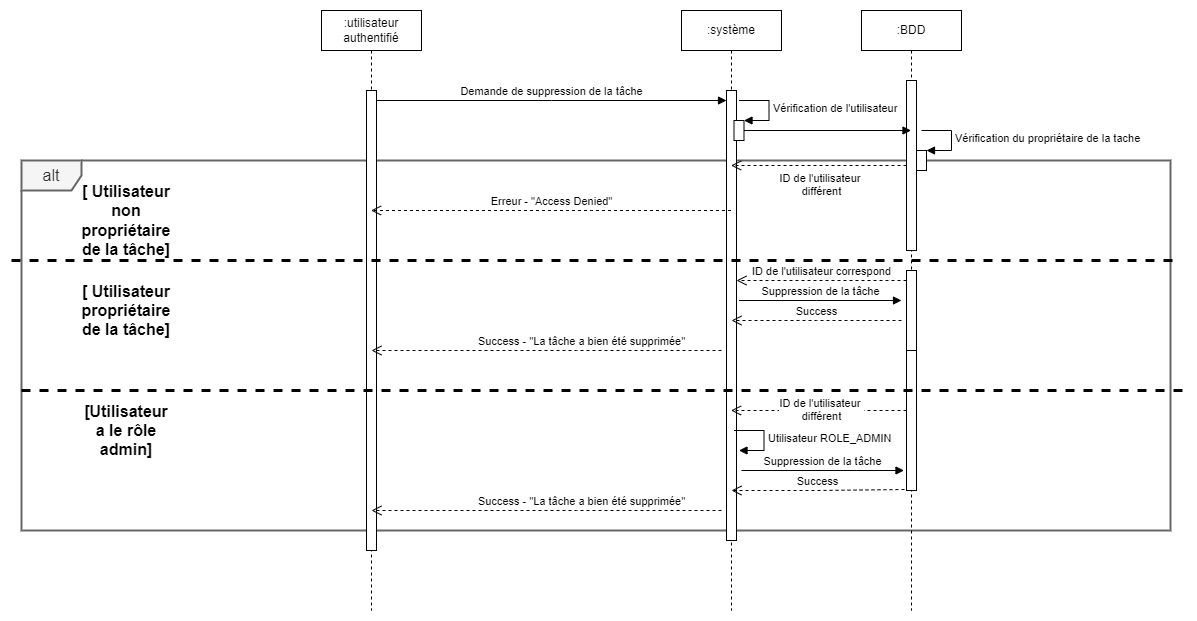 :utilisateur
authentifié
:système
:BDD
Demande de suppression de la tâche
Vérification de l'utilisateur
Vérification du propriétaire de la tache
alt
[ Utilisateur
non
propriétaire
de la tâche]
ID de l'utilisateur
différent
Erreur - "Access Denied"
[ Utilisateur
propriétaire
de la tâche]
ID de l'utilisateur correspond
Suppression de la tâche
Success
Success - "La tâche a bien été supprimée"
[Utilisateur
a le rôle
admin]
ID de l'utilisateur
différent
Utilisateur ROLE_ADMIN
Suppression de la tâche
Success
Success - "La tâche a bien été supprimée"